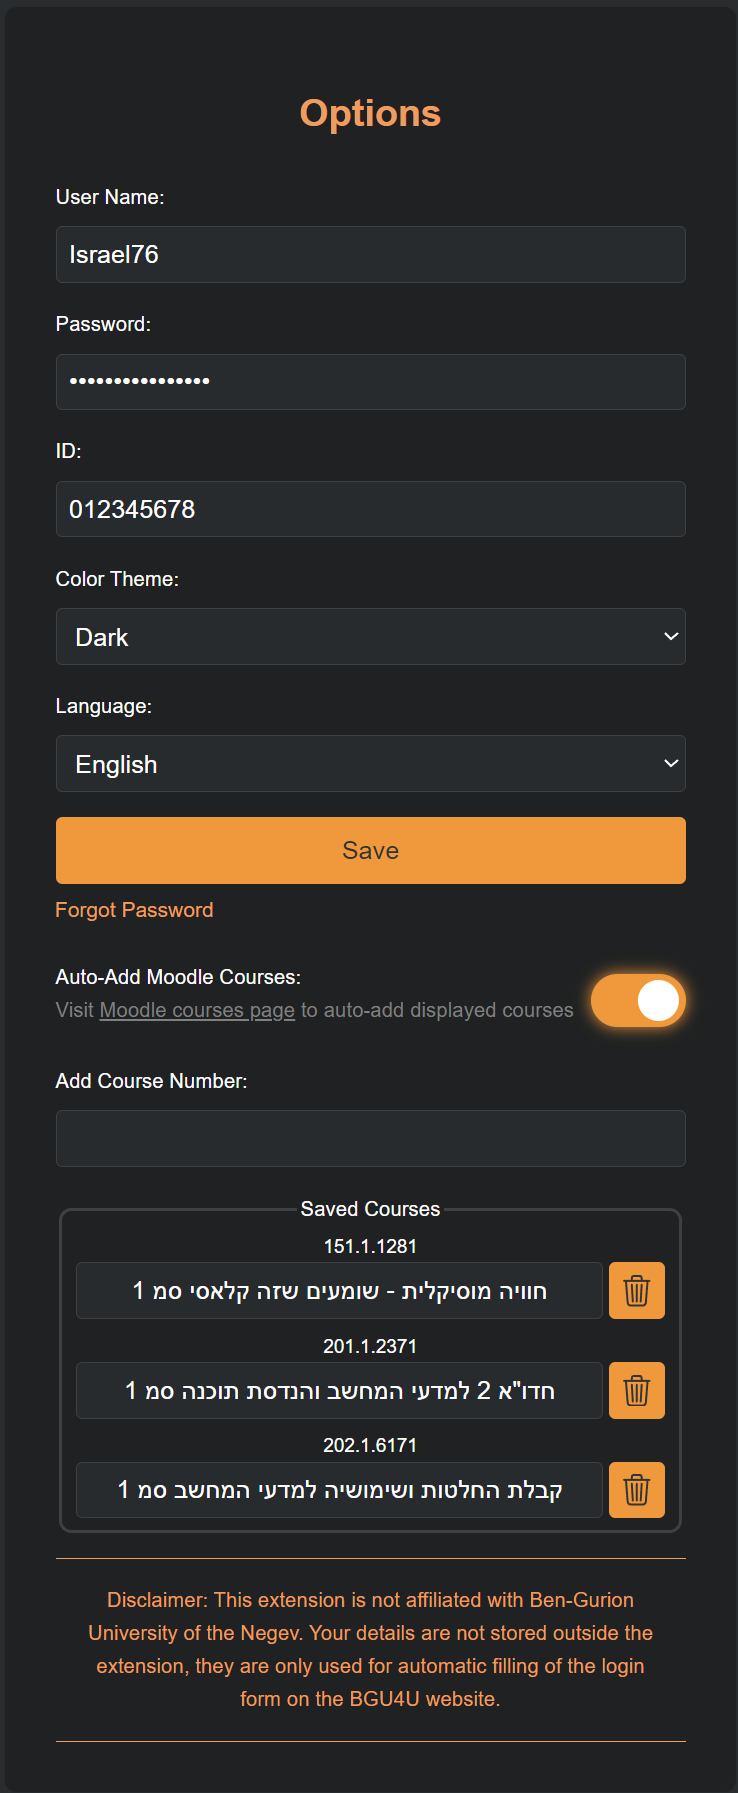 Options
User Name:
Israel76
Password:
••••••••••••••••
ID:
012345678
Color Theme:
Dark
Language:
English
Save
Forgot Password
Auto-Add Moodle Courses:
Visit Moodle courses page to auto-add displayed courses
Add Course Number:
Saved Courses
151.1.1281
חוויה מוסיקלית - שומעים שזה קלאסי סמ 1
201.1.2371
חדו"א 2 למדעי המחשב והנדסת תוכנה סמ 1
202.1.6171
קבלת החלטות ושימושיה למדעי המחשב סמ 1
Disclaimer: This extension is not affiliated with Ben-Gurion
University of the Negev. Your details are not stored outside the
extension, they are only used for automatic filling of the login
form on the BGU4U website.